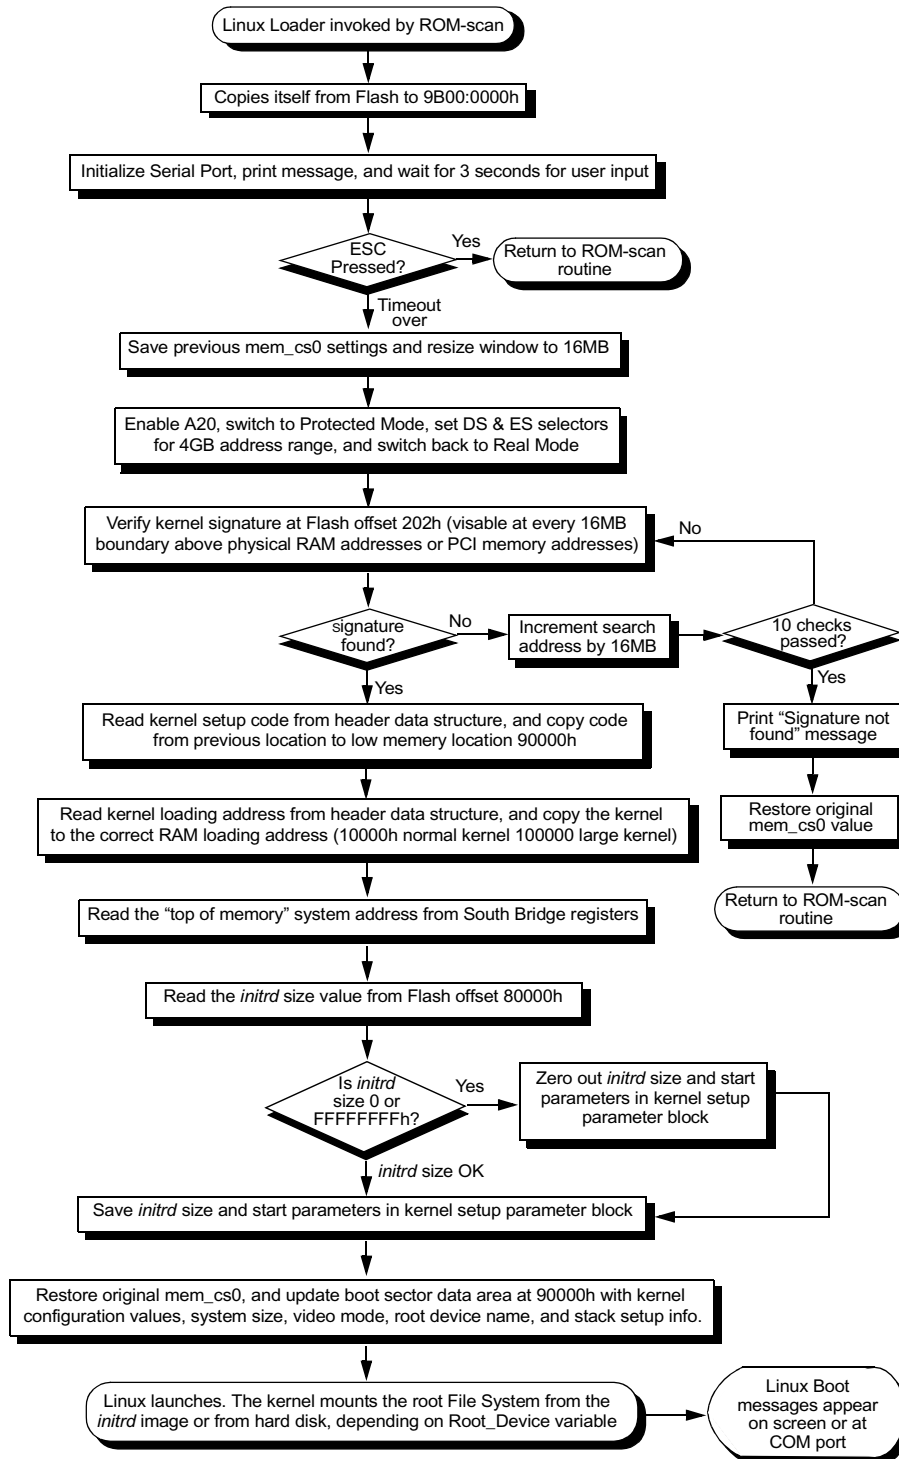 Linux Loader invoked by ROM-scan
Copies itself from Flash to 9B00:0000h
Initialize Serial Port, print message, and wait for 3 seconds for user input
ESC
Pressed?
Yes
Return to ROM-scan
routine
Timeout
over
Save previous mem_cs0 settings and resize window to 16MB
Enable A20, switch to Protected Mode, set DS & ES selectors
for 4GB address range, and switch back to Real Mode
Verify kernel signature at Flash offset 202h (visable at every 16MB
boundary above physical RAM addresses or PCI memory addresses)
No
signature
found?
No
Increment search
address by 16MB
10 checks
passed?
Yes
Yes
Read kernel setup code from header data structure, and copy code
from previous location to low memory location 90000h
Print “Signature not
found” message
Read kernel loading address from header data structure, and copy the kernel
to the correct RAM loading address (10000h normal kernel 100000 large kernel)
Restore original
mem_cs0 value
Read the “top of memory” system address from South Bridge registers
Return to ROM-scan
routine
Read the initrd size value from Flash offset 80000h
Is initrd
size 0 or
FFFFFFFFh?
Yes
Zero out initrd size and start
parameters in kernel setup
parameter block
initrd size OK
Save initrd size and start parameters in kernel setup parameter block
Restore original mem_cs0, and update boot sector data area at 90000h with kernel
configuration values, system size, video mode, root device name, and stack setup info.
Linux launches. The kernel mounts the root File System from the
initrd image or from hard disk, depending on Root_Device variable
Linux Boot
messages appear
on screen or at
COM port